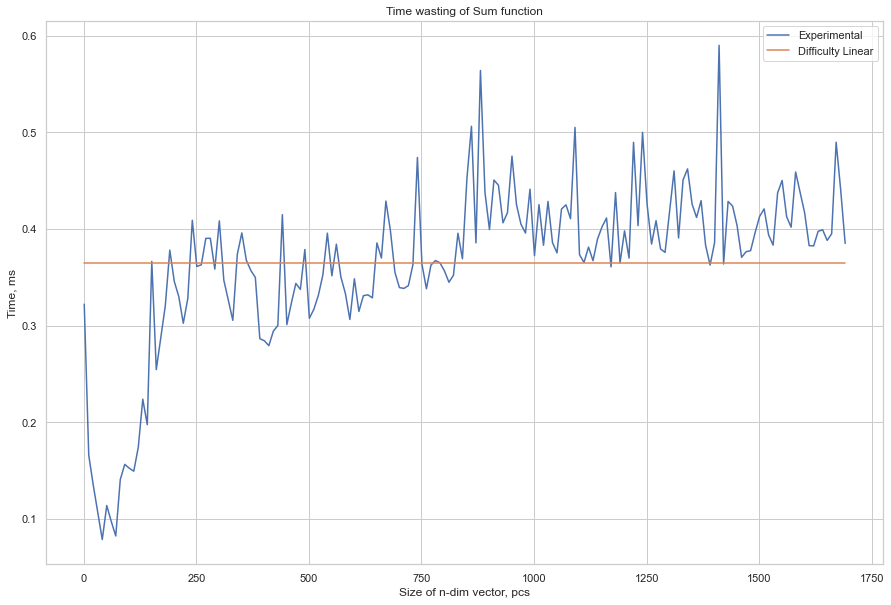 Time wasting of Sum function
Experimental
Difficulty Linear
0.6
0.5
0.4
0.3
0.2
0.1
Time, ms
0 250 500 750 1000 1250 1500 1750
Size of n-dim vector, pcs